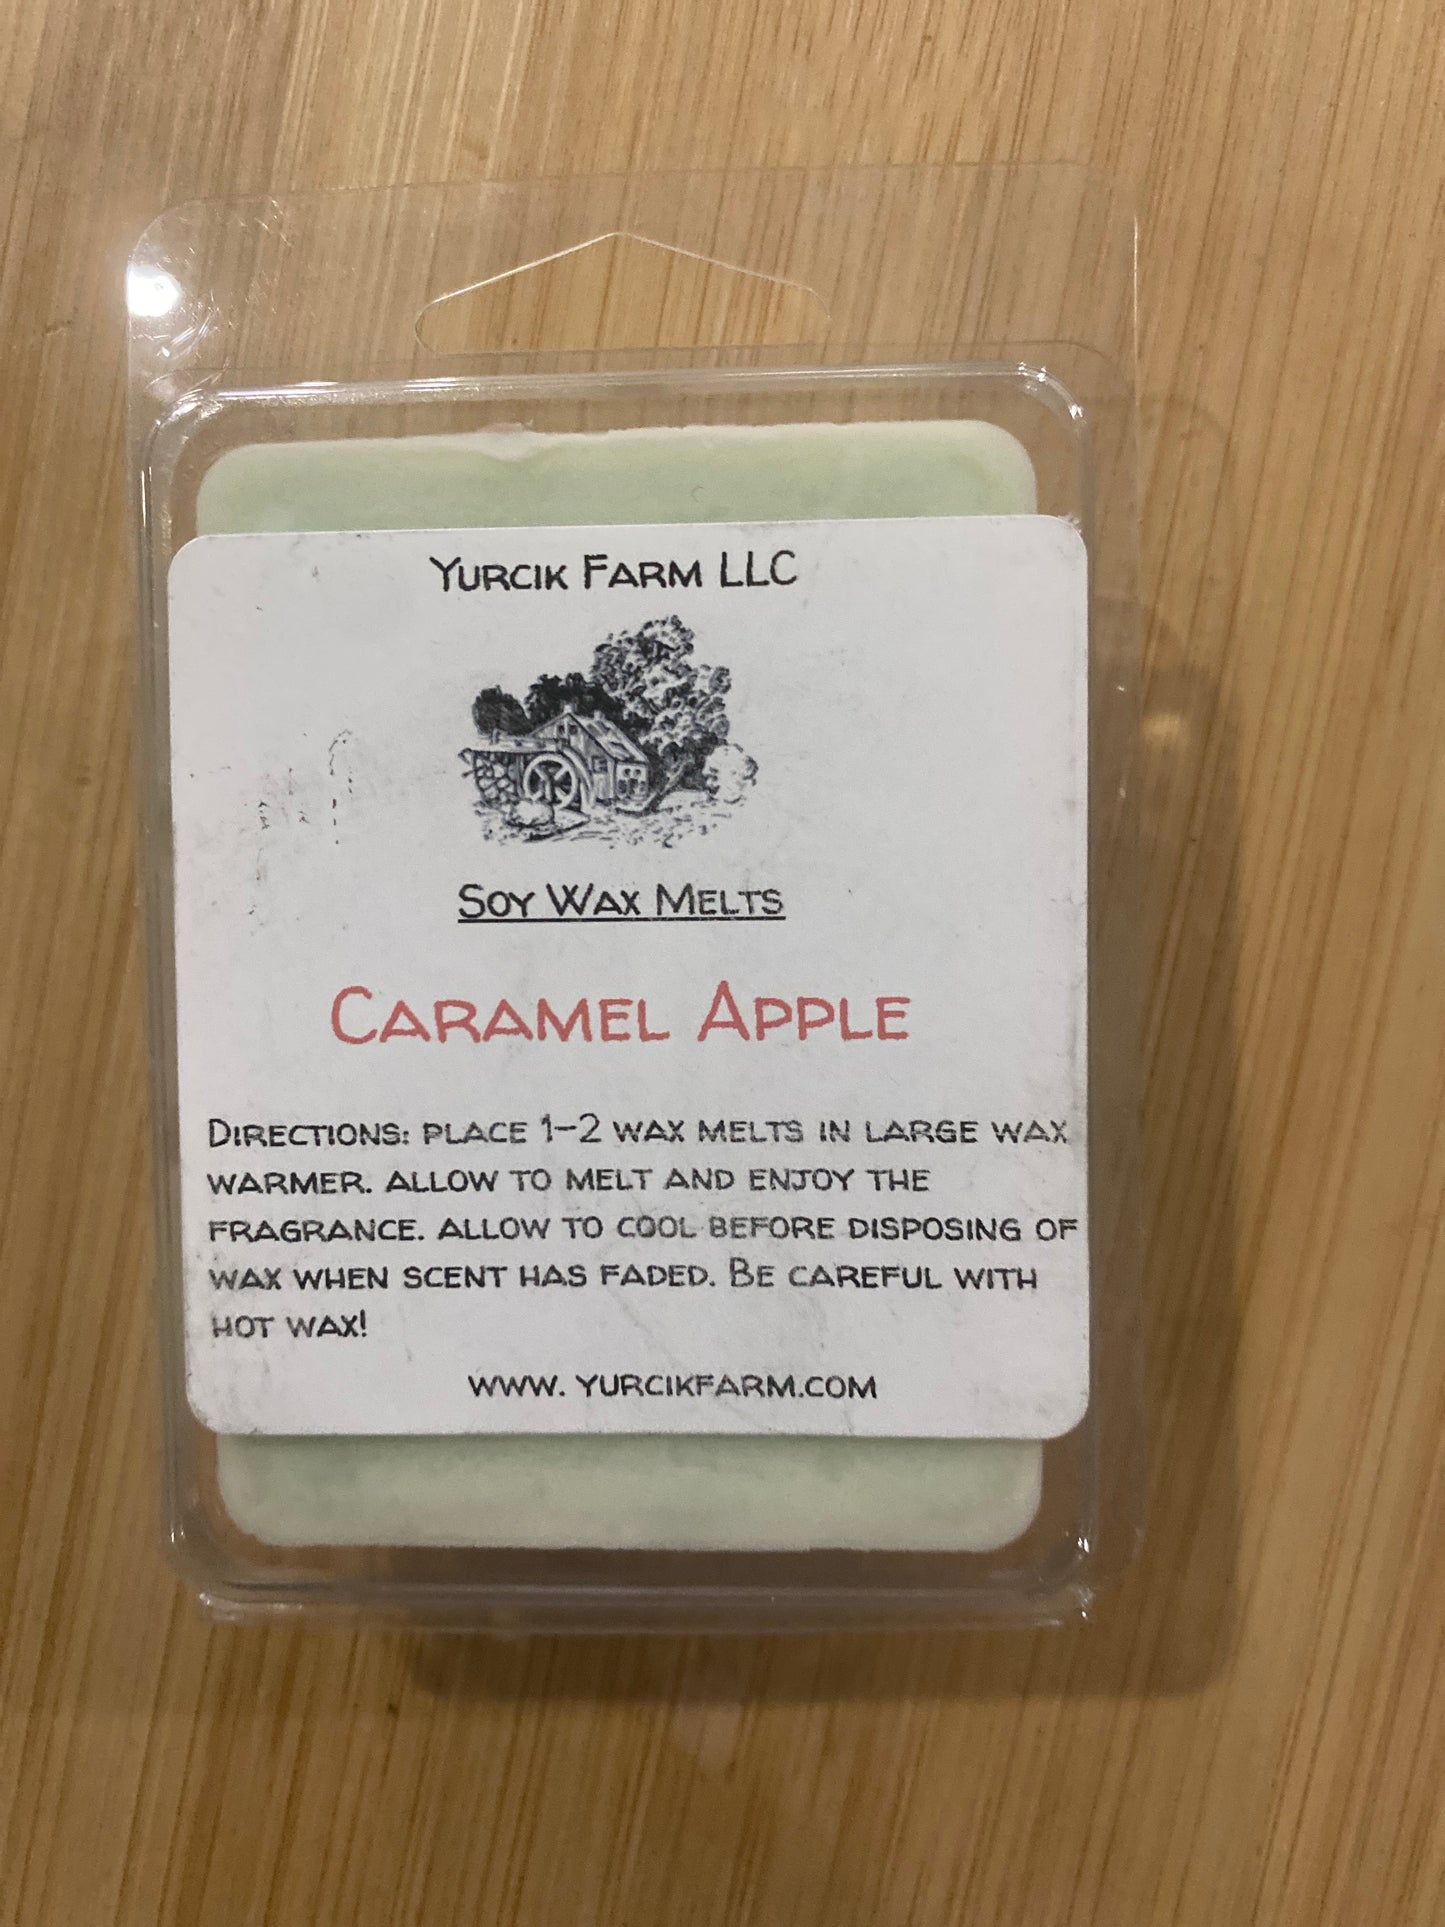 Yurcik Farm LLC
Soy Wax Melts
Caramel Apple
Directions: place 1-2 wax melts in large wax
warmer. allow to melt and enjoy the
fragrance. allow to cool before disposing of
wax when scent has faded. Be careful with
hot wax!
www. yurcikfarm.com